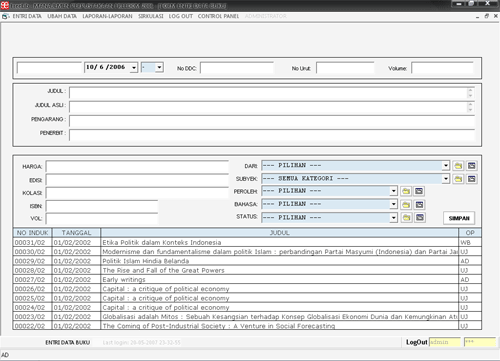 ENTRI DATA UBAH DATA LAPORAN-LAPORAN SIRKULASI LOG OUT CONTROL PANEL ADMINISTRATOR
10/ 6 /2006 - No DDC: No Urut: Volume:
JUDUL :
JUDUL ASLI :
PENGARANG :
PENERBIT :
HARGA: DARI: --- PILIHAN ---
EDISI: SUBYEK: --- SEMUA KATEGORI ---
KOLASI: PEROLEH: --- PILIHAN ---
ISBN: BAHASA: --- PILIHAN ---
VOL: STATUS: --- PILIHAN --- SIMPAN
NO INDUK TANGGAL JUDUL OP
00031/02 01/02/2002 Etika Politik dalam Konteks Indonesia WB
00030/02 01/02/2002 Modernisme dan fundamentalisme dalam politik Islam : perbandingan Partai Masyumi (Indonesia) dan Partai Ja UJ
00029/02 01/02/2002 Politik Islam Hindia Belanda AD
00028/02 01/02/2002 The Rise and Fall of the Great Powers UJ
00027/02 01/02/2002 Early writings AD
00026/02 01/02/2002 Capital : a critique of political economy UJ
00025/02 01/02/2002 Capital : a critique of political economy UJ
00024/02 01/02/2002 Capital : a critique of political economy UJ
00023/02 01/02/2002 Globalisasi adalah Mitos : Sebuah Kesangsian terhadap Konsep Globalisasi Ekonomi Dunia dan Kemungkinan Ati UJ
00022/02 01/02/2002 The Coming of Post-Industrial Society : A Venture in Social Forecasting UJ
ENTRI DATA BUKU Last login: LogOut admin ***
AD